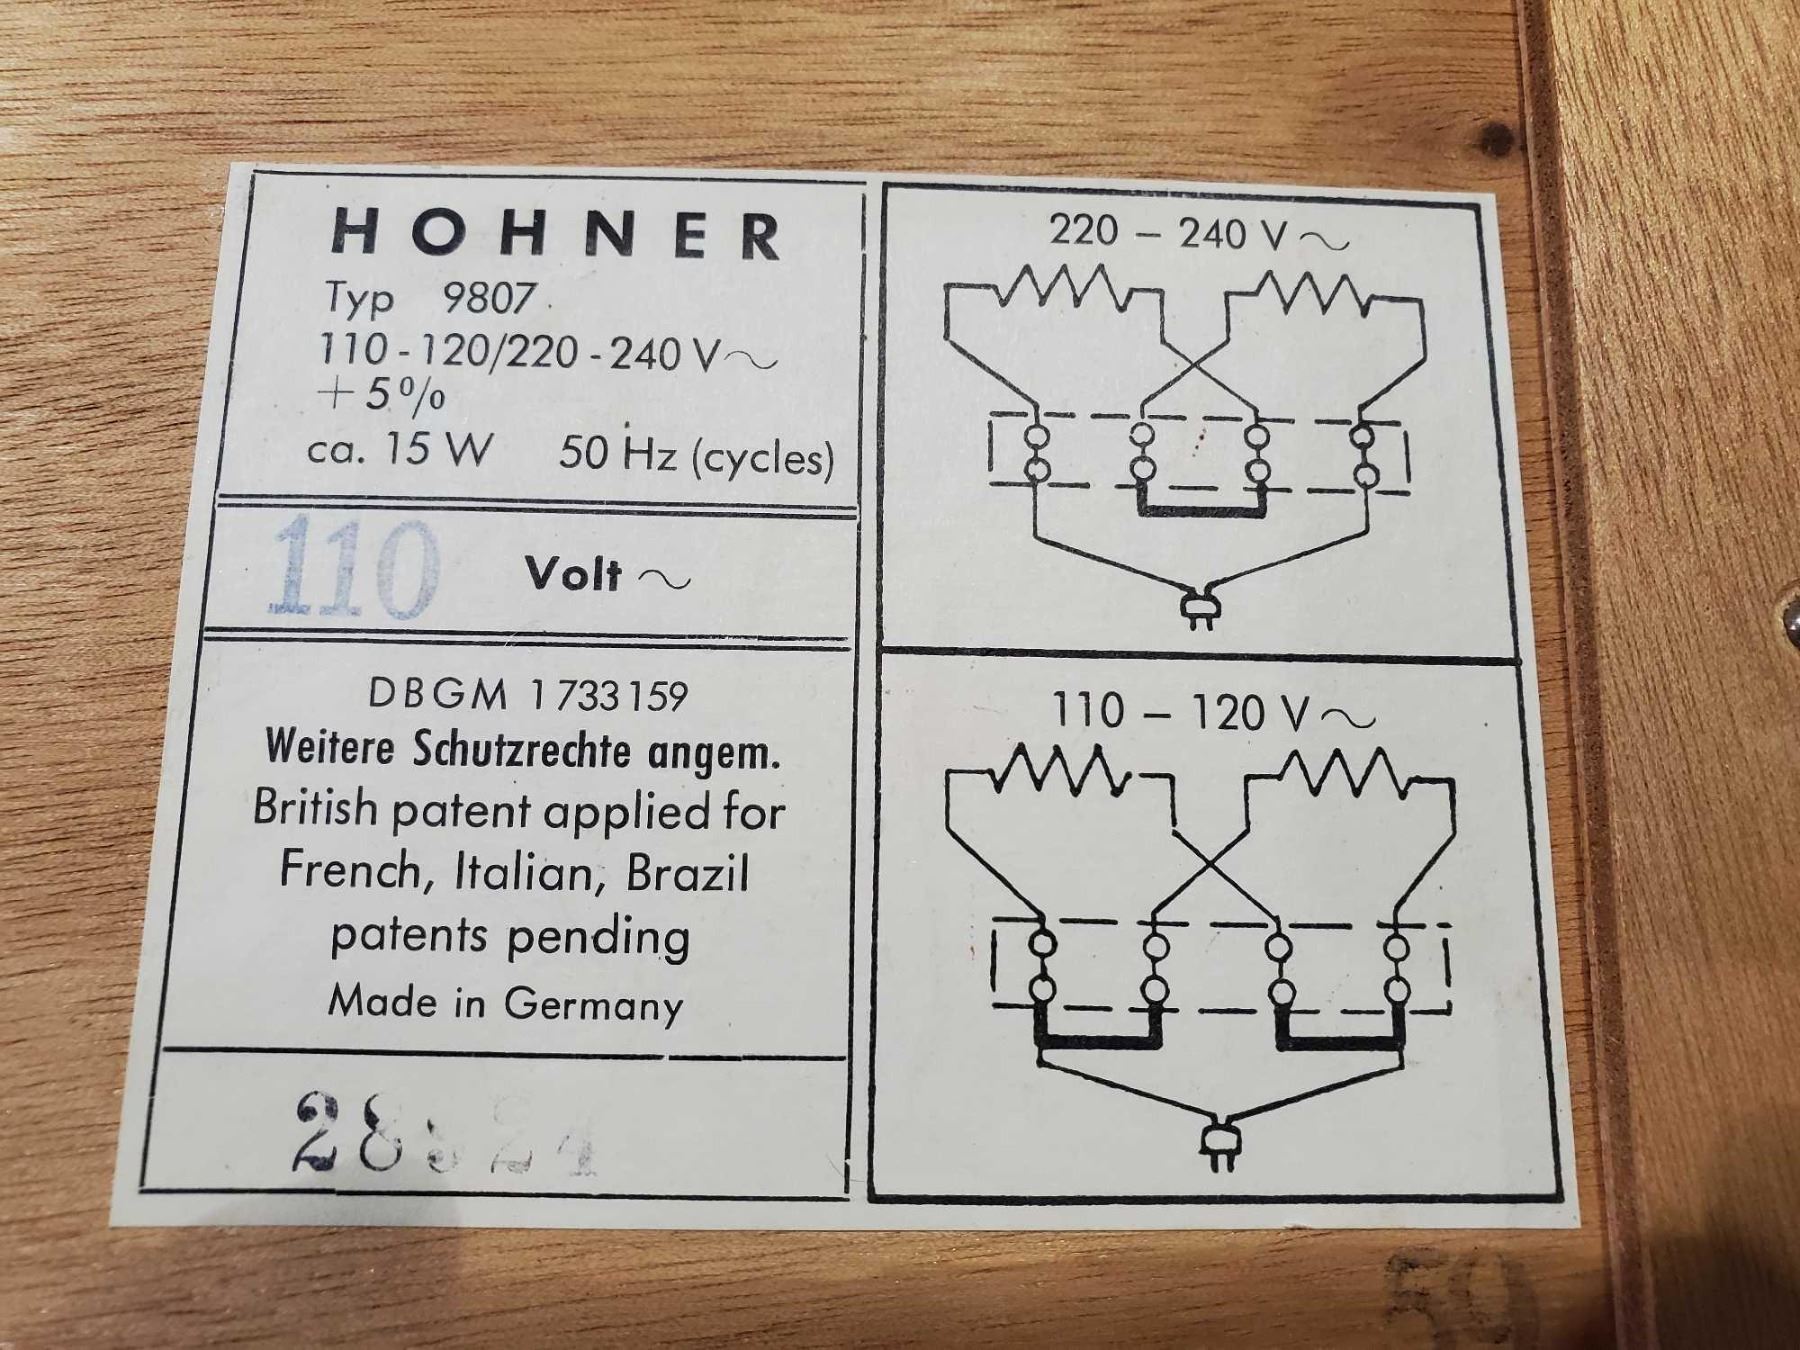 HOHNER
Typ 9807
110-120/220-240 V~
+5%
ca. 15 W 50 Hz (cycles)
110 Volt ~
DBGM 1733159
Weitere Schutzrechte angem.
British patent applied for
French, Italian, Brazil
patents pending
Made in Germany
220 – 240 V~
110 – 120 V~